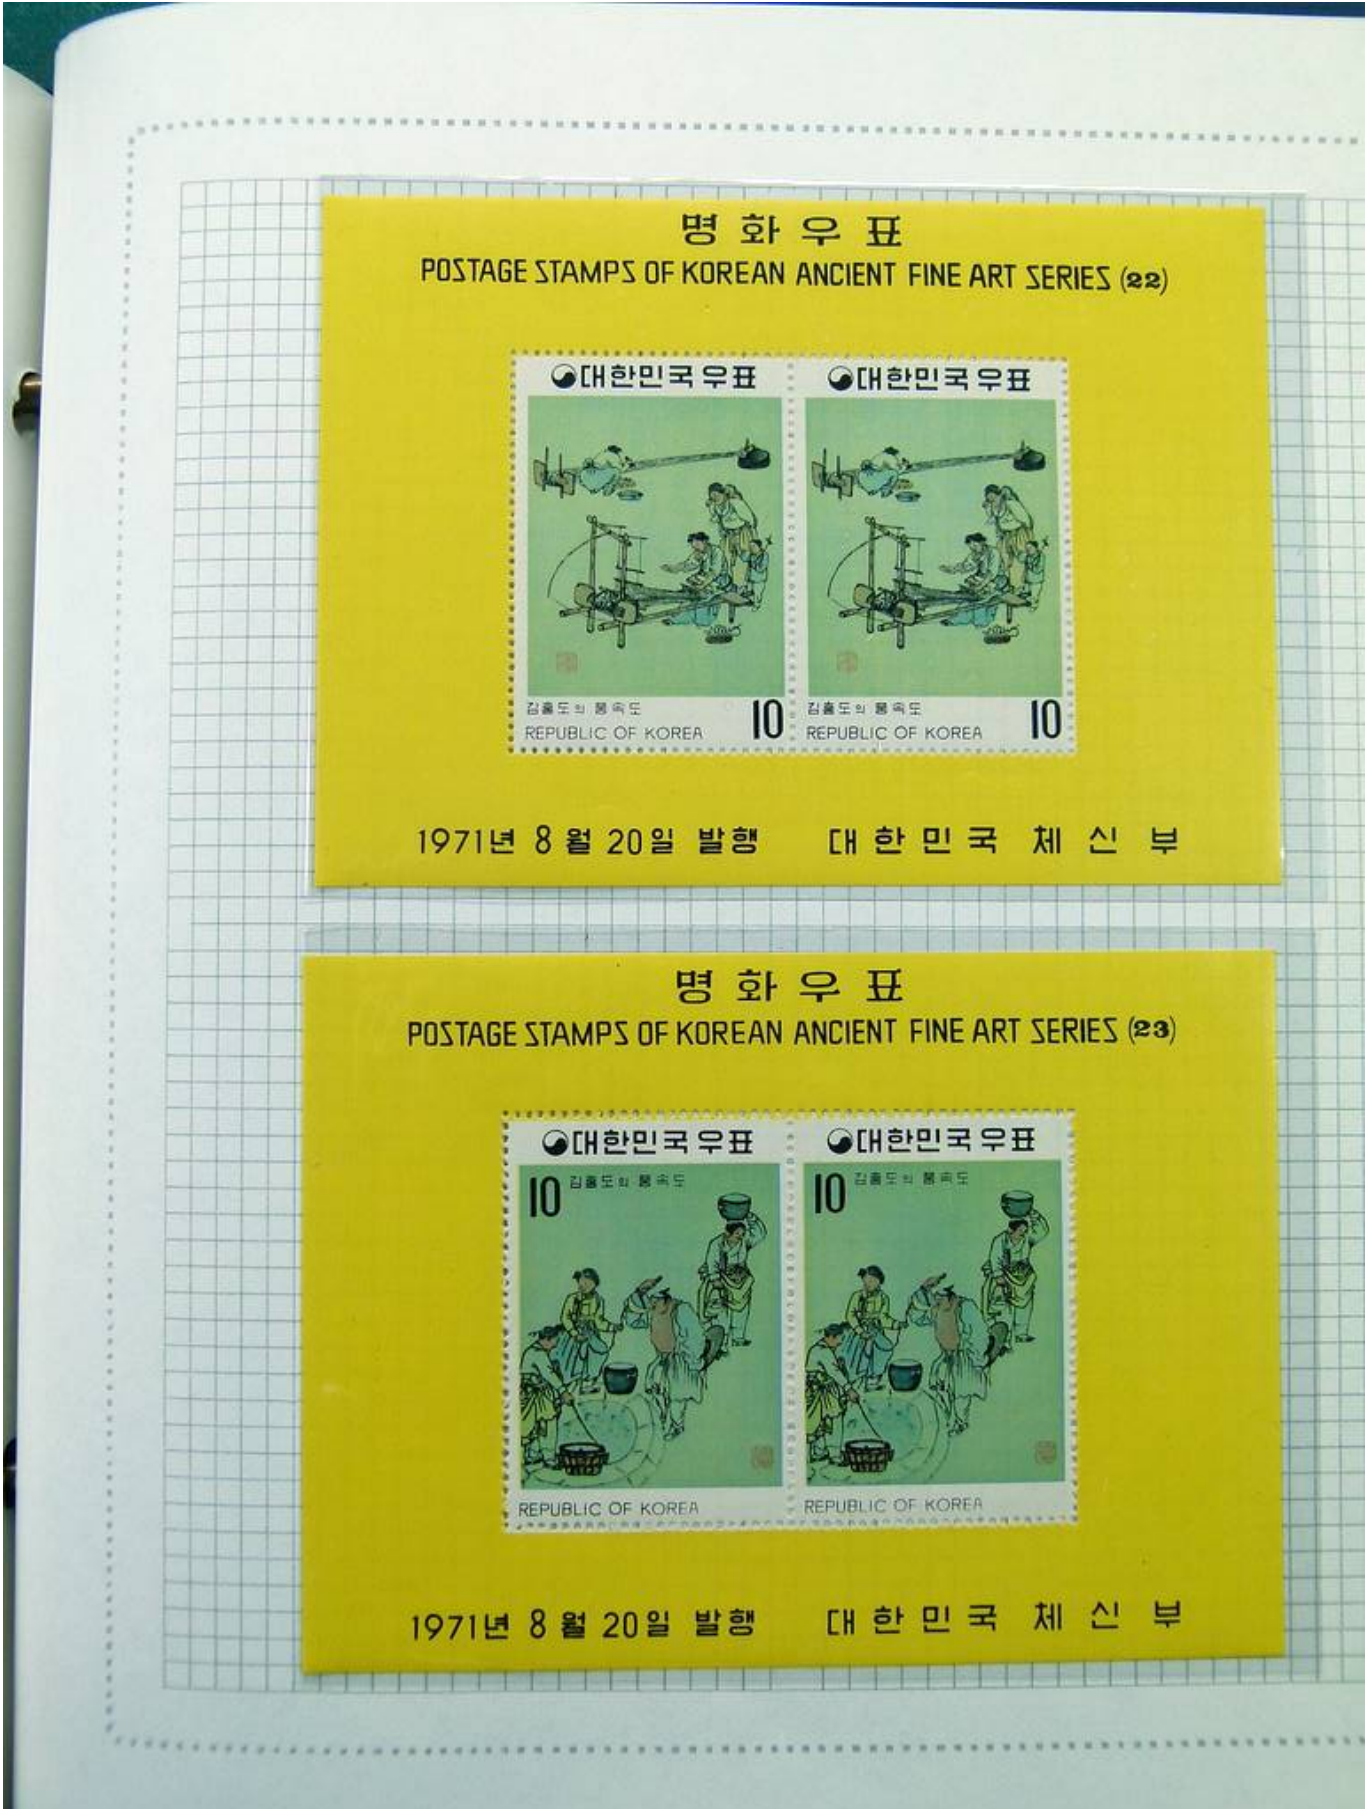 명화우표
POSTAGE STAMPS OF KOREAN ANCIENT FINE ART SERIES (22)
대한민국우표 대한민국우표
김홍도의 풍속도 김홍도의 풍속도
REPUBLIC OF KOREA 10 REPUBLIC OF KOREA 10
1971년 8월 20일 발행 대한민국 체신부
명화우표
POSTAGE STAMPS OF KOREAN ANCIENT FINE ART SERIES (23)
대한민국우표 대한민국우표
10 김홍도의 풍속도 10 김홍도의 풍속도
REPUBLIC OF KOREA REPUBLIC OF KOREA
1971년 8월 20일 발행 대한민국 체신부